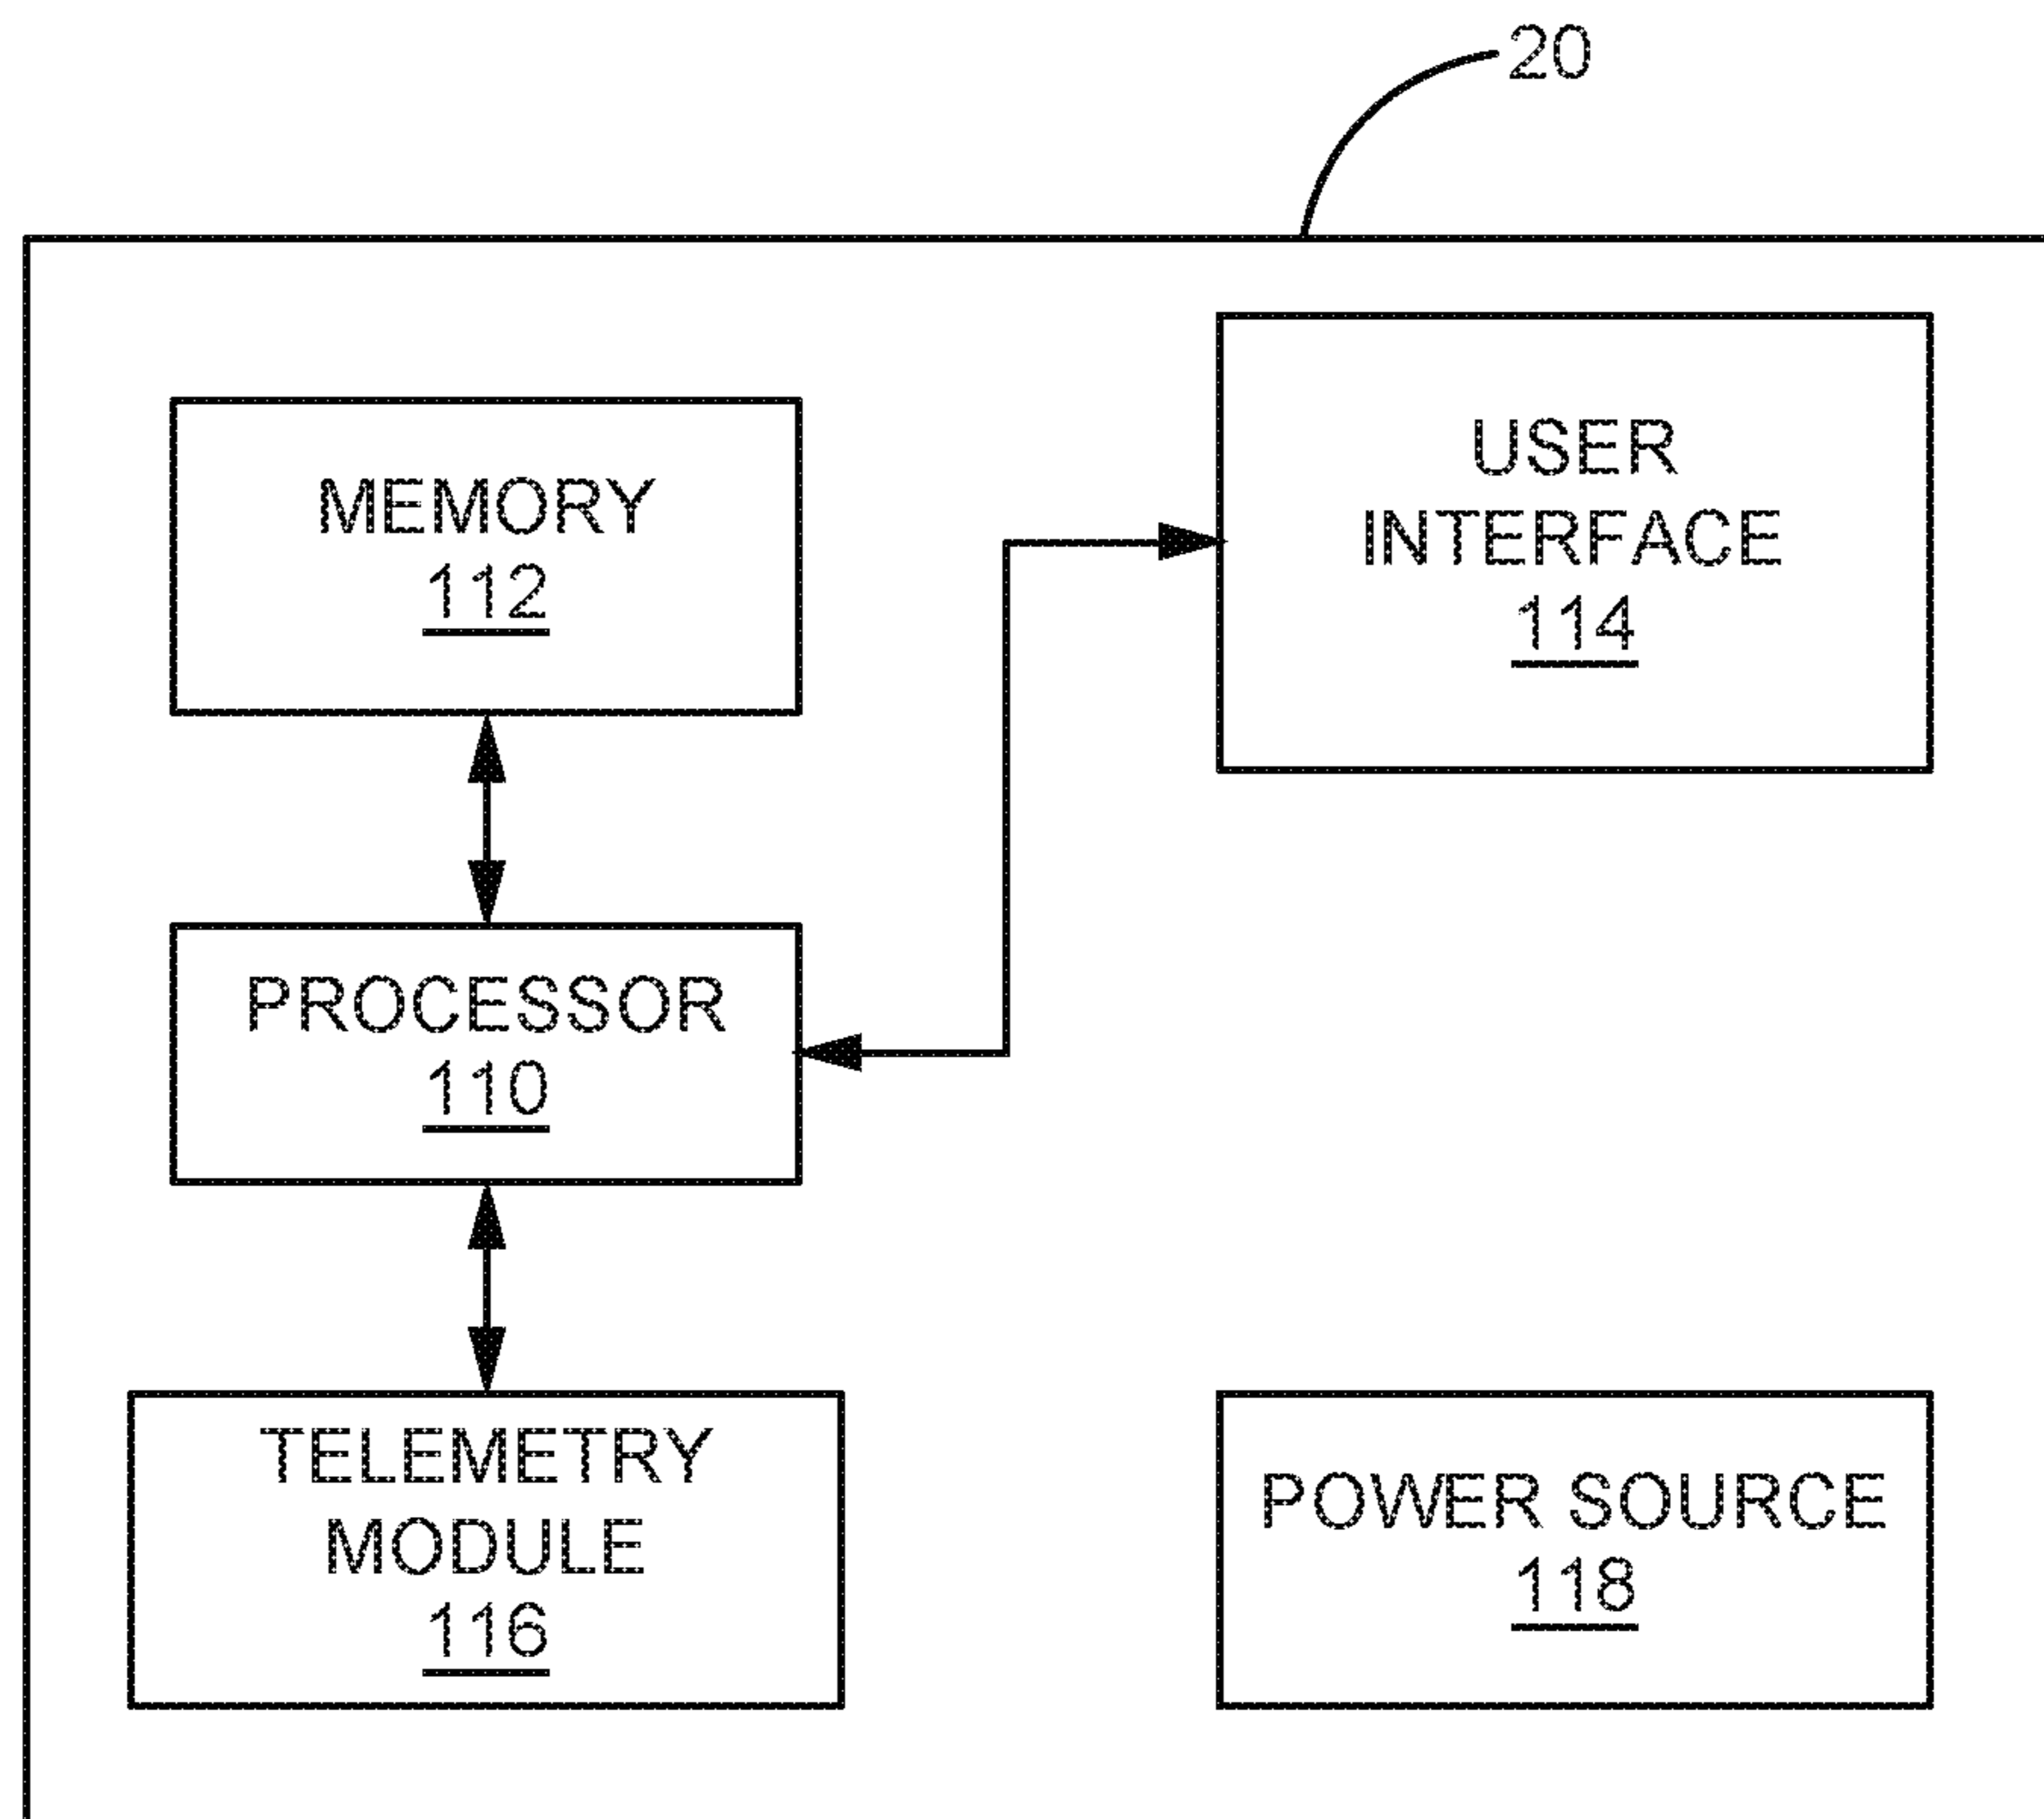 20
MEMORY
112
USER
INTERFACE
114
PROCESSOR
110
TELEMETRY
MODULE
116
POWER SOURCE
118